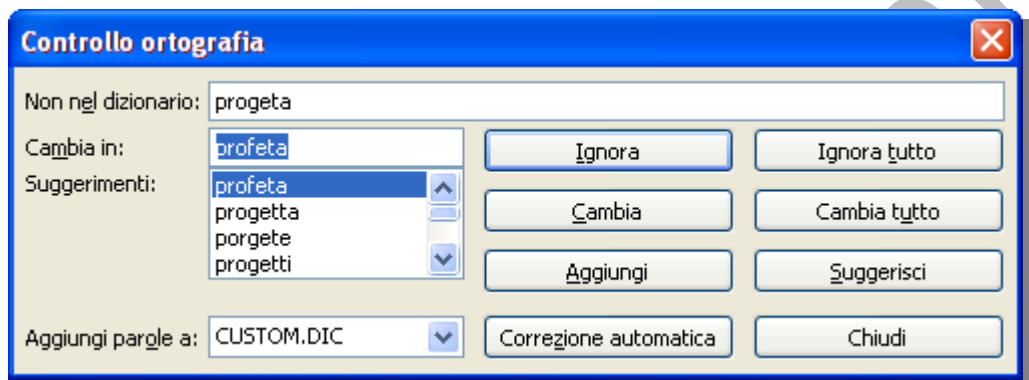 Controllo ortografia
Non nel dizionario: progeta
Cambia in: profeta Ignora Ignora tutto
Suggerimenti: profeta
progetta Cambia Cambia tutto
porgete
progetti Aggiungi Suggerisci
Aggiungi parole a: CUSTOM.DIC Correzione automatica Chiudi